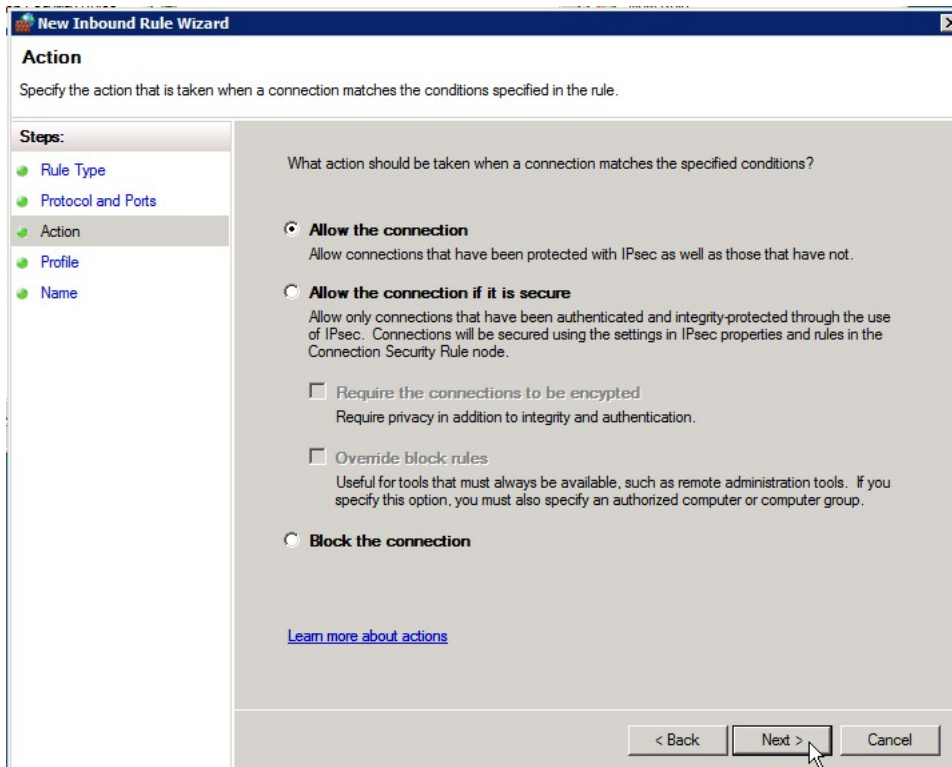 New Inbound Rule Wizard
Action
Specify the action that is taken when a connection matches the conditions specified in the rule.
Steps:
Rule Type
Protocol and Ports
Action
Profile
Name
What action should be taken when a connection matches the specified conditions?
Allow the connection
Allow connections that have been protected with IPsec as well as those that have not.
Allow the connection if it is secure
Allow only connections that have been authenticated and integrity-protected through the use
of IPsec. Connections will be secured using the settings in IPsec properties and rules in the
Connection Security Rule node.
Require the connections to be encrypted
Require privacy in addition to integrity and authentication.
Override block rules
Useful for tools that must always be available, such as remote administration tools. If you
specify this option, you must also specify an authorized computer or computer group.
Block the connection
Learn more about actions
< Back
Next >
Cancel